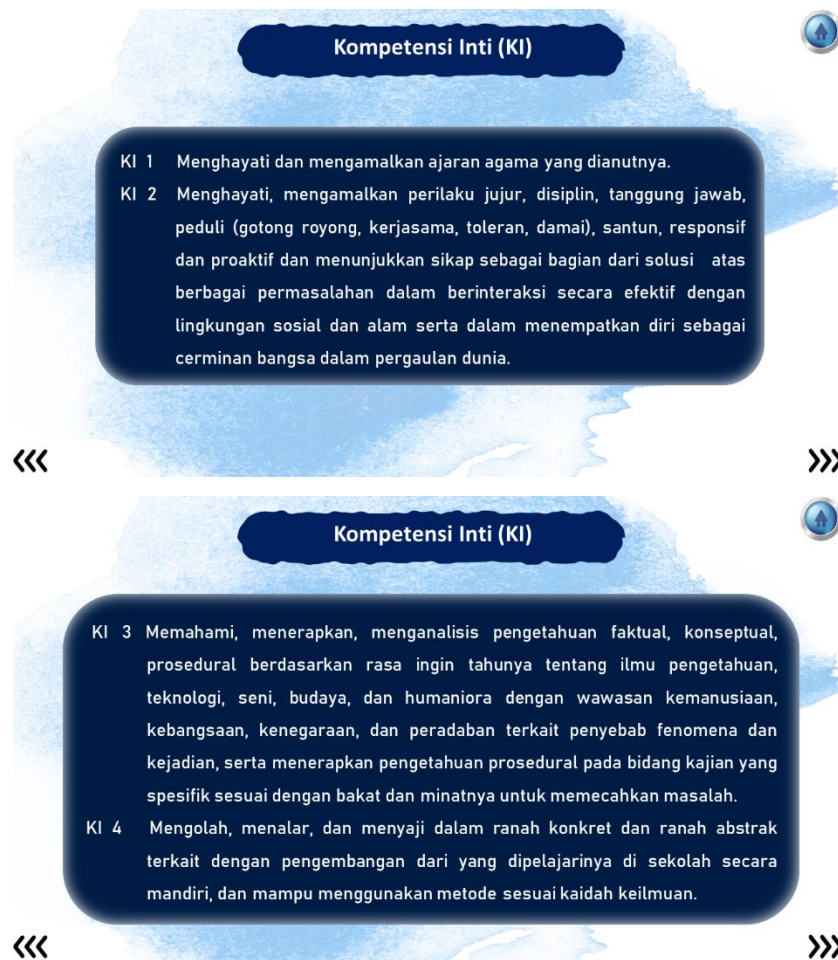 Kompetensi Inti (KI)
KI 1 Menghayati dan mengamalkan ajaran agama yang dianutnya.
KI 2 Menghayati, mengamalkan perilaku jujur, disiplin, tanggung jawab,
peduli (gotong royong, kerjasama, toleran, damai), santun, responsif
dan proaktif dan menunjukkan sikap sebagai bagian dari solusi atas
berbagai permasalahan dalam berinteraksi secara efektif dengan
lingkungan sosial dan alam serta dalam menempatkan diri sebagai
cerminan bangsa dalam pergaulan dunia.
Kompetensi Inti (KI)
KI 3 Memahami, menerapkan, menganalisis pengetahuan faktual, konseptual,
prosedural berdasarkan rasa ingin tahunya tentang ilmu pengetahuan,
teknologi, seni, budaya, dan humaniora dengan wawasan kemanusiaan,
kebangsaan, kenegaraan, dan peradaban terkait penyebab fenomena dan
kejadian, serta menerapkan pengetahuan prosedural pada bidang kajian yang
spesifik sesuai dengan bakat dan minatnya untuk memecahkan masalah.
KI 4 Mengolah, menalar, dan menyaji dalam ranah konkret dan ranah abstrak
terkait dengan pengembangan dari yang dipelajarinya di sekolah secara
mandiri, dan mampu menggunakan metode sesuai kaidah keilmuan.